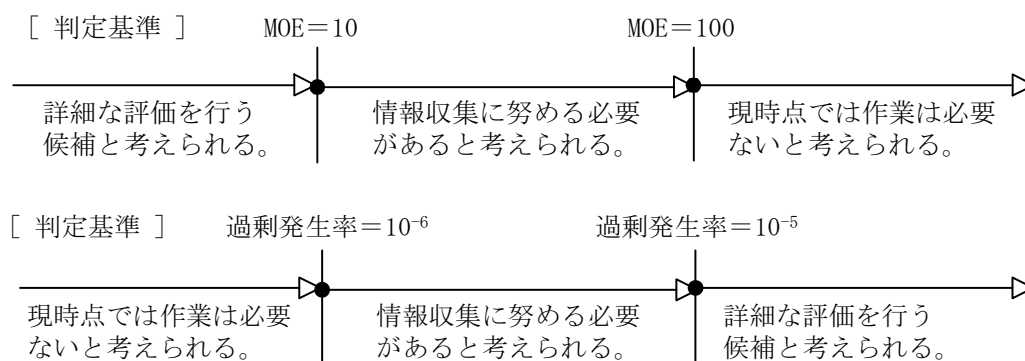 [ 判定基準 ] MOE=10 MOE=100
詳細な評価を行う 情報収集に努める必要 現時点では作業は必要
候補と考えられる。 があると考えられる。 ないと考えられる。
[ 判定基準 ] 過剰発生率=10⁻⁶ 過剰発生率=10⁻⁵
現時点では作業は必要 情報収集に努める必要 詳細な評価を行う
ないと考えられる。 があると考えられる。 候補と考えられる。